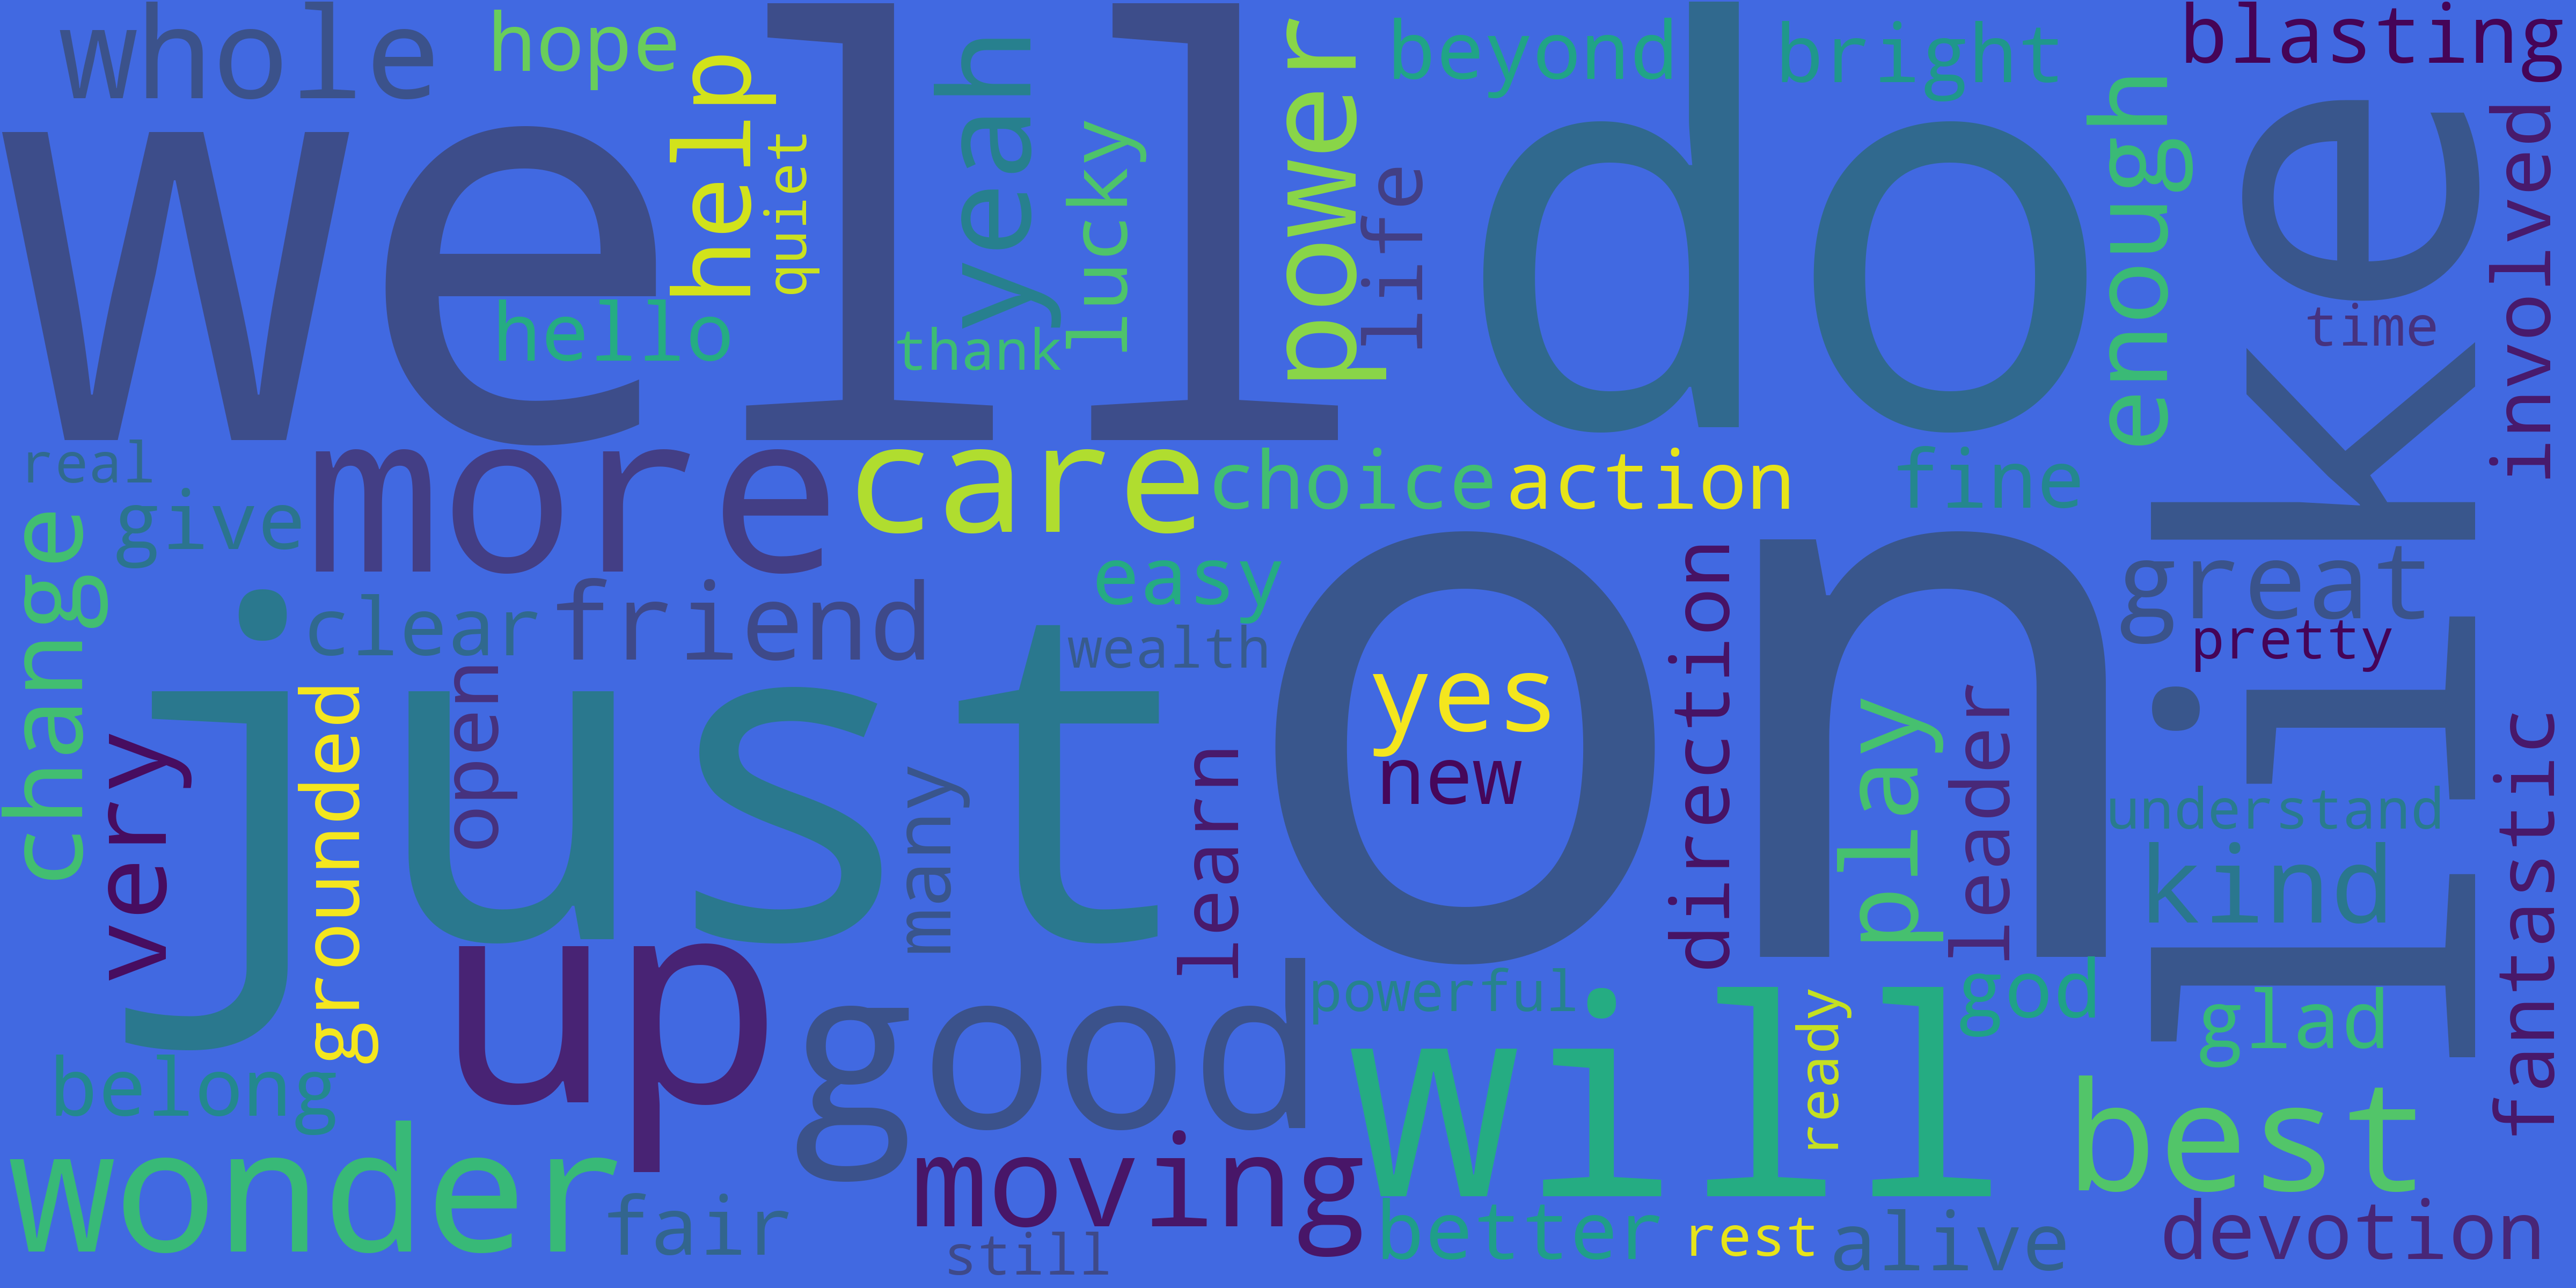 whole
hope
well
help
quiet
yeah
lucky
hello
thank
power
life
beyond
bright
do
enough
blasting
like
time
involved
real
give
more
care
choice
action
fine
change
clear
friend
easy
wealth
great
pretty
just
open
on
yes
new
direction
play
leader
very
grounded
many
learn
understand
kind
fantastic
up
good
powerful
will
ready
god
glad
belong
best
wonder
fair
moving
still
better
rest
alive
devotion